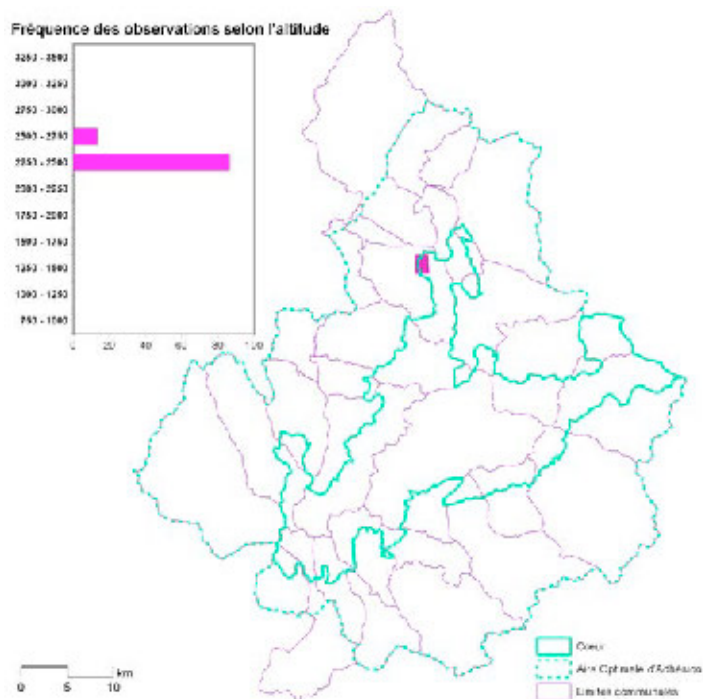 Fréquence des observations selon l'altitude
3250 - 3500
3000 - 3250
2750 - 3000
2500 - 2750
2250 - 2500
2000 - 2250
1750 - 2000
1500 - 1750
1250 - 1500
1000 - 1250
750 - 1000
0 20 40 60 80 100
0 5 10 km
Cœur
Aire Optimale d'Adhésion
Limites communales